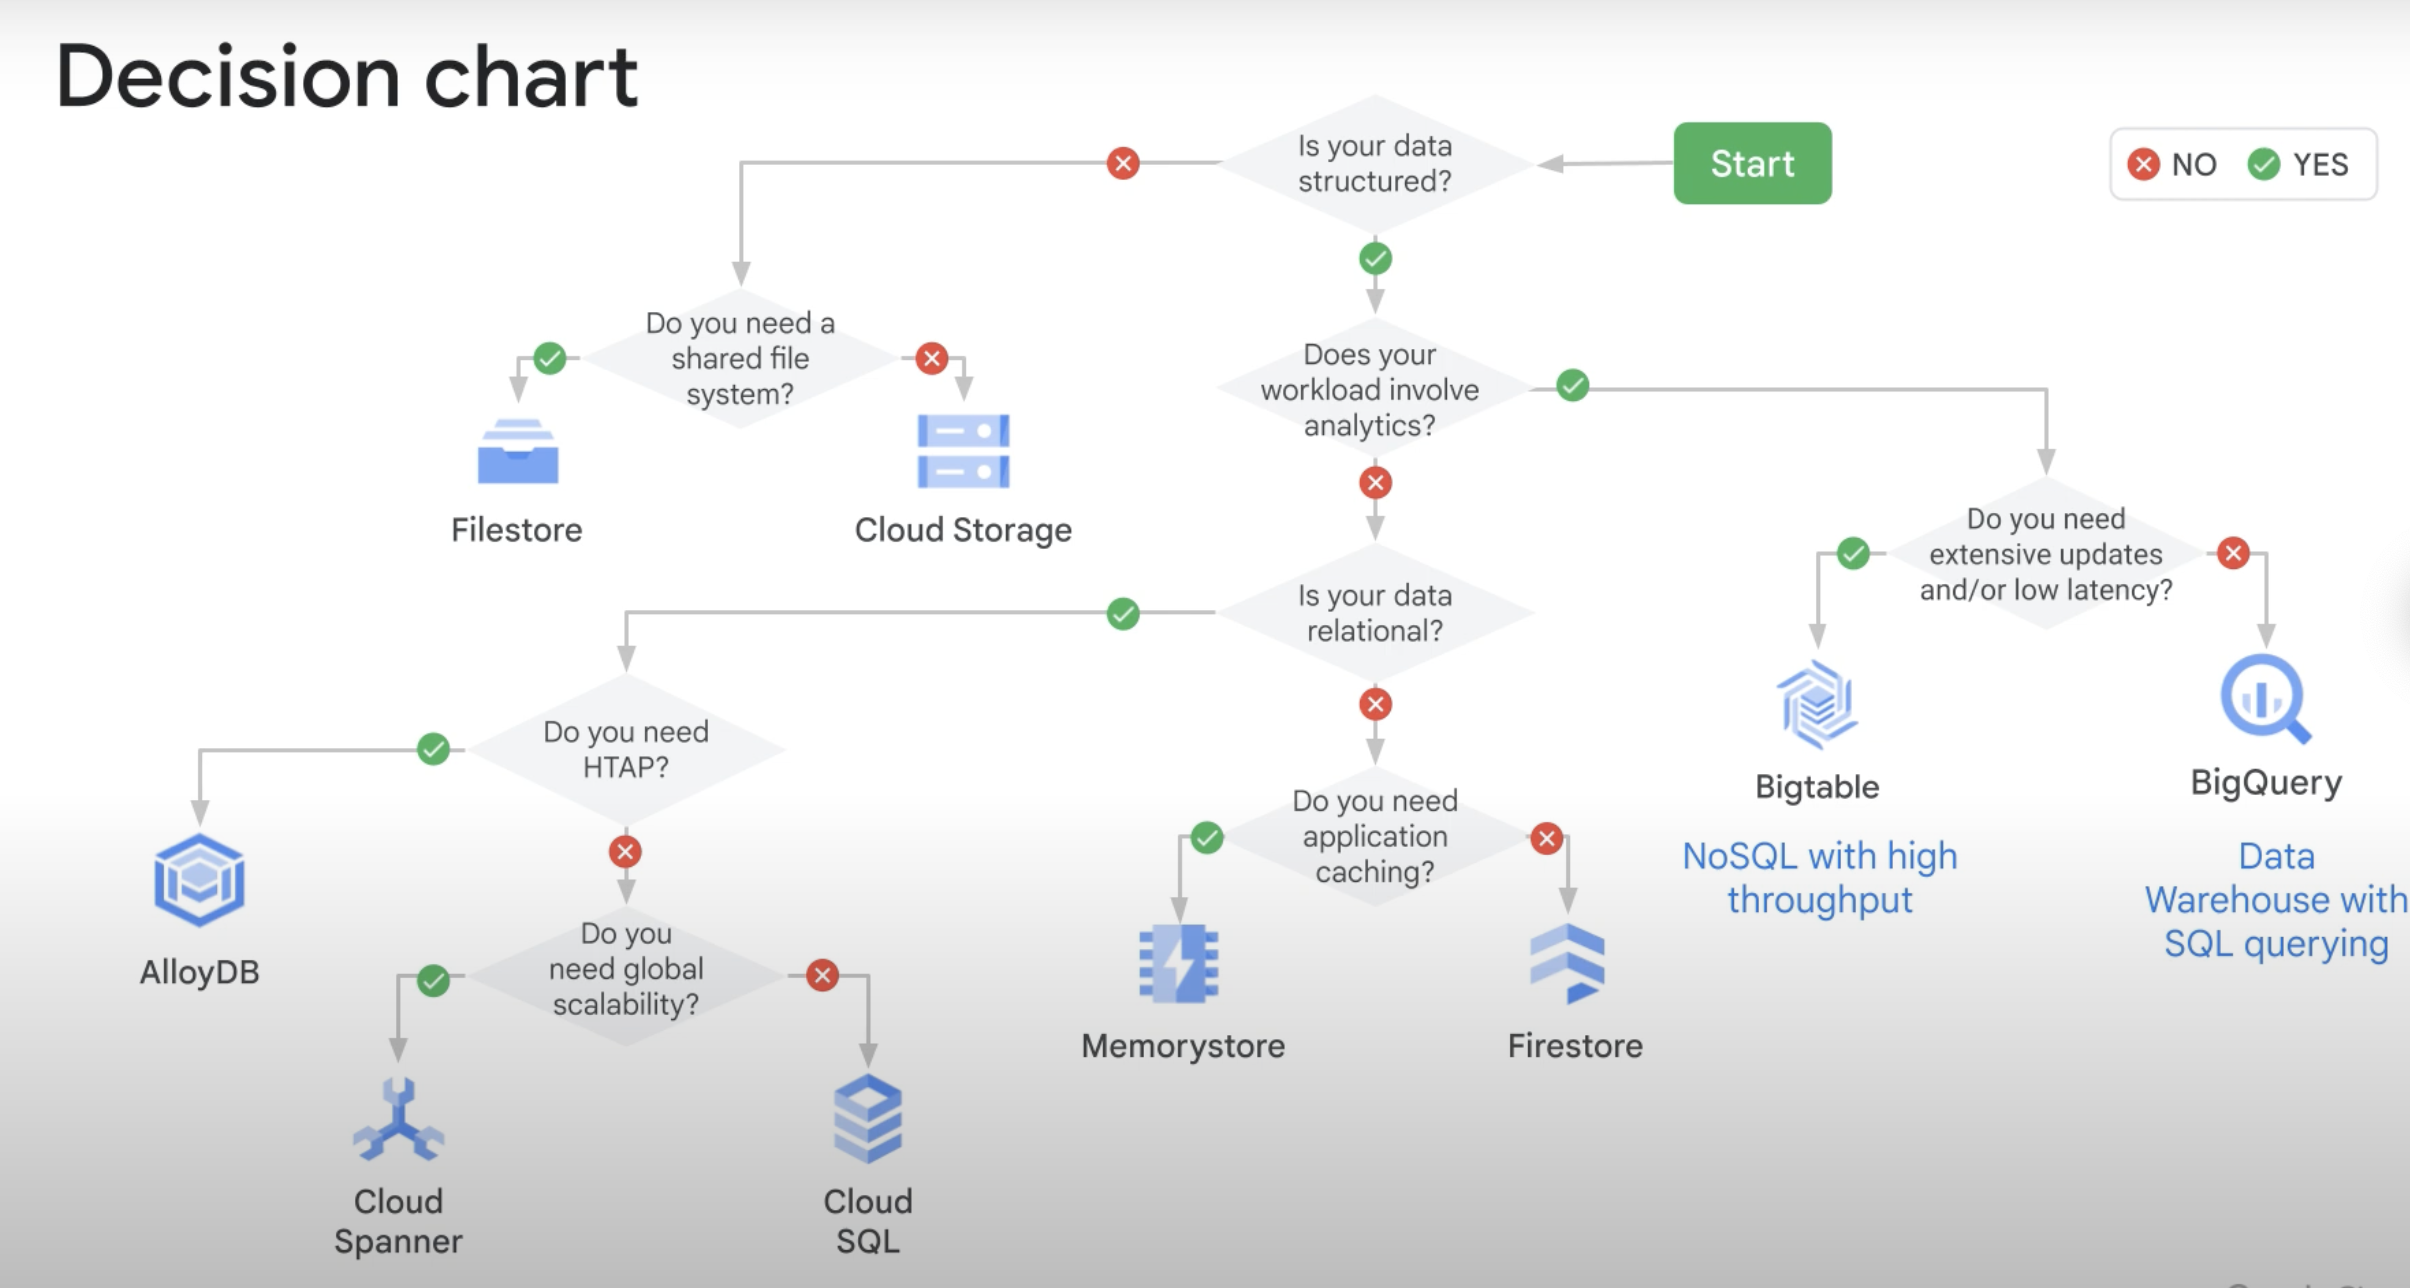 Decision chart
Is your data
structured?
Start
NO
YES
Do you need a
shared file
system?
Does your
workload involve
analytics?
Filestore
Cloud Storage
Do you need
extensive updates
and/or low latency?
Is your data
relational?
Do you need
HTAP?
Bigtable
BigQuery
Do you need
application
caching?
NoSQL with high
throughput
Data
Warehouse with
SQL querying
AlloyDB
Do you
need global
scalability?
Memorystore
Firestore
Cloud
Spanner
Cloud
SQL